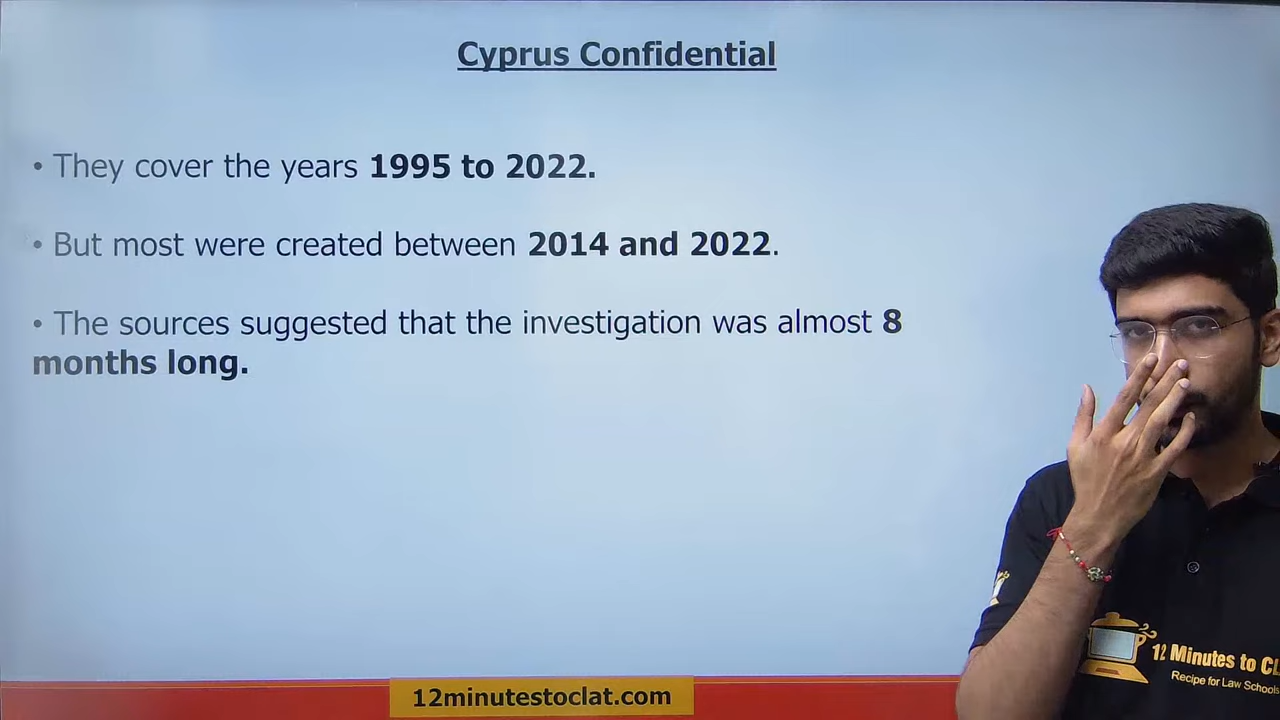 Cyprus Confidential
• They cover the years 1995 to 2022.
• But most were created between 2014 and 2022.
• The sources suggested that the investigation was almost 8
months long.
12 Minutes to CL
Recipe for Law Schools
12minutestoclat.com